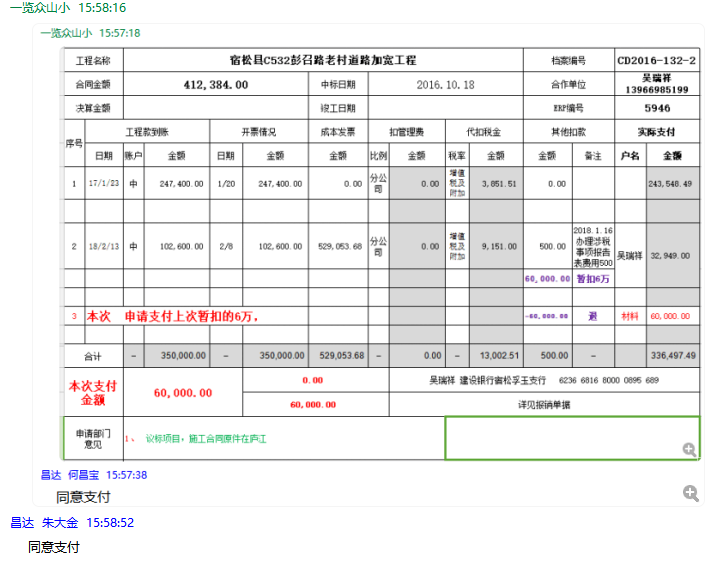 一览众山小 15:58:16
一览众山小 15:57:18
工程名称 宿松县C532彭召路老村道路加宽工程 档案编号 CD2016-132-2
合同金额 412,384.00 中标日期 2016.10.18 合作单位 吴瑞祥 13966985199
决算金额 竣工日期 ERP编号 5946
序号 工程款到账 开票情况 成本发票 扣管理费 代扣税金 其他扣款 实际支付
日期 账户 金额 日期 金额 金额 比例 金额 税率 金额 金额 备注 户名 金额
1 17/1/23 中 247,400.00 1/20 247,400.00 0.00 分公司 0.00 增值税及附加 3,851.51 0.00 243,548.49
2 18/2/13 中 102,600.00 2/8 102,600.00 529,053.68 分公司 0.00 增值税及附加 9,151.00 500.00 2018.1.16办理涉税事项报告表费用500 吴瑞祥 32,949.00
60,000.00 暂扣6万
3 本次 申请支付上次暂扣的6万, -60,000.00 退 材料 60,000.00
合计 - 350,000.00 - 350,000.00 529,053.68 - 0.00 - 13,002.51 500.00 - 336,497.49
本次支付金额 60,000.00 0.00 吴瑞祥 建设银行宿松孚玉支行 6236 6816 8000 0895 689
60,000.00 详见报销单据
申请部门意见 1、 议标项目，施工合同原件在庐江
昌达 何昌宝 15:57:38
同意支付
昌达 朱大金 15:58:52
同意支付